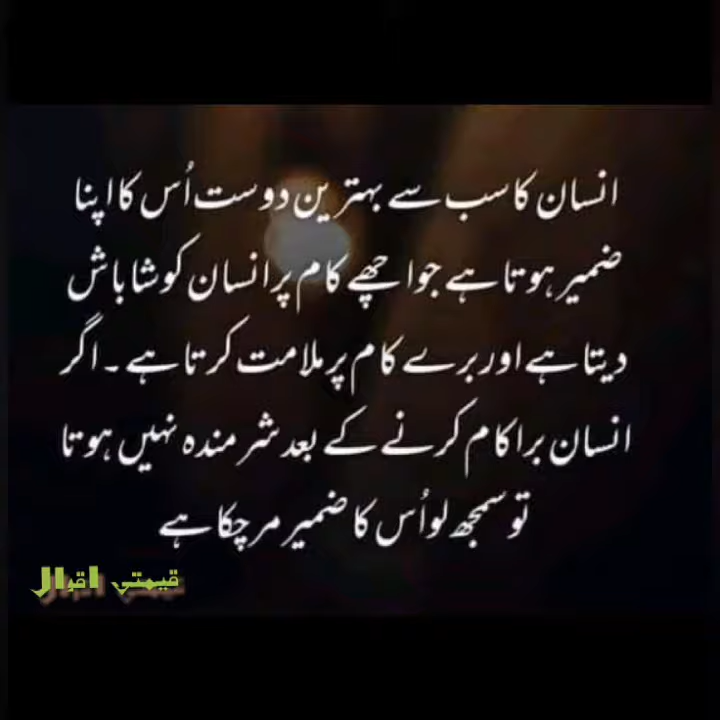 انسان کا سب سے بہترین دوست اُس کا اپنا
ضمیر ہوتا ہے جو اچھے کام پر انسان کو شاباش
دیتا ہے اور برے کام پر ملامت کرتا ہے۔ اگر
انسان برا کام کرنے کے بعد شرمندہ نہیں ہوتا
تو سمجھ لو اُس کا ضمیر مر چکا ہے
قیمتی اقوال